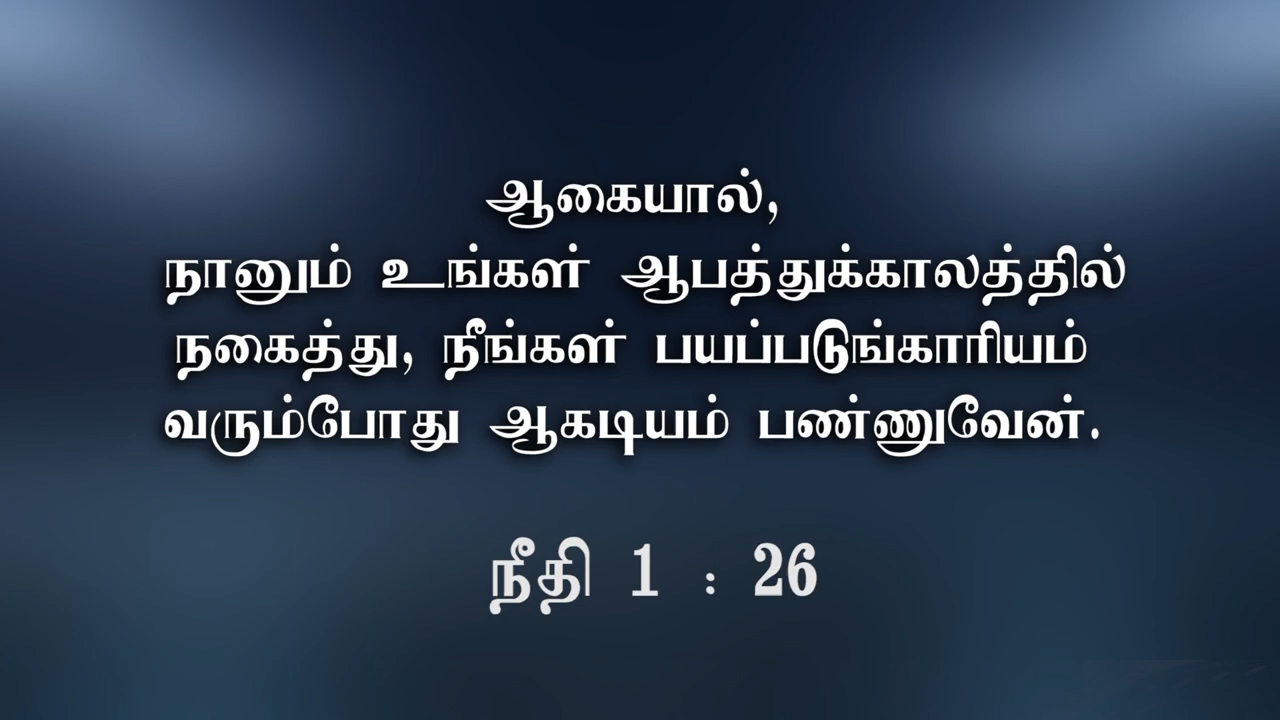 ஆகையால்,
நானும் உங்கள் ஆபத்துக்காலத்தில்
நகைத்து, நீங்கள் பயப்படுங்காரியம்
வரும்போது ஆகடியம் பண்ணுவேன்.
நீதி 1 : 26